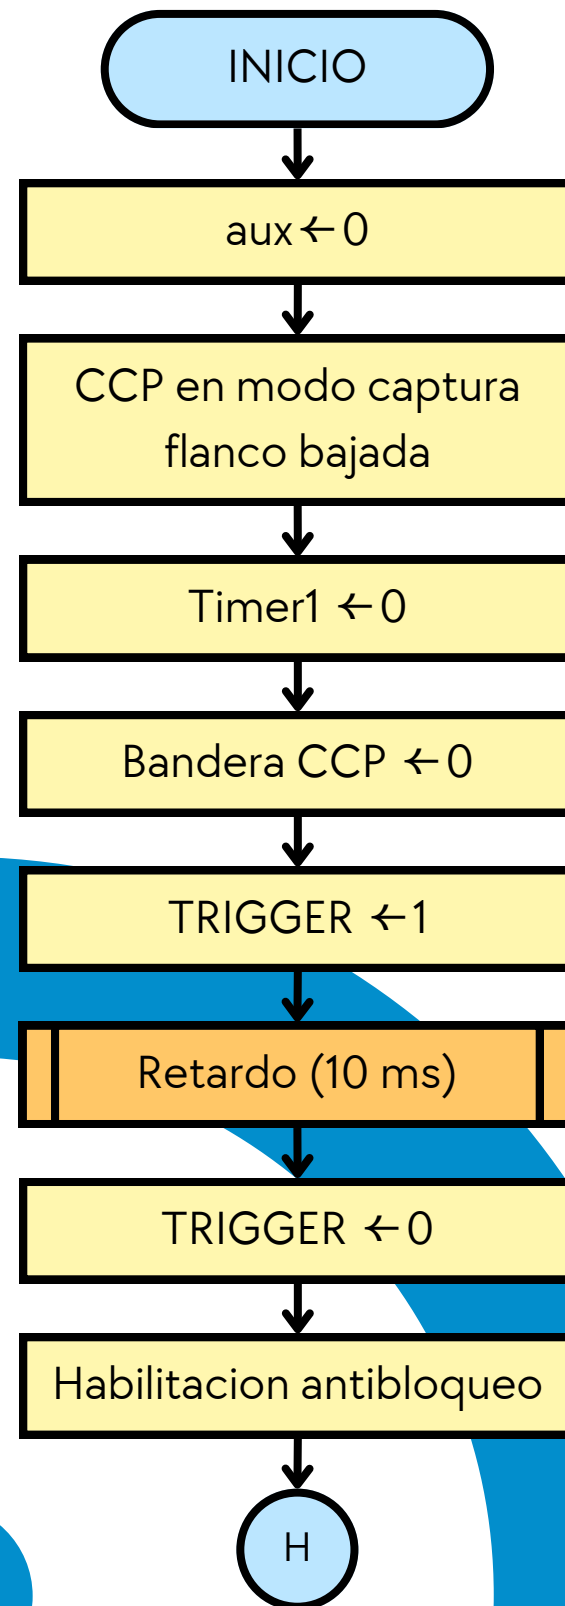 INICIO
aux←0
CCP en modo captura
flanco bajada
Timer1 ←0
Bandera CCP ←0
TRIGGER ←1
Retardo (10 ms)
TRIGGER ←0
Habilitacion antibloqueo
H